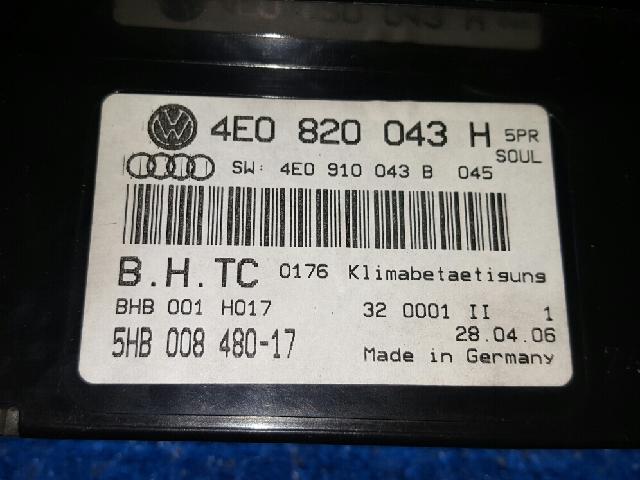 4E0 820 043 H 5PR
SOUL
SW: 4E0 910 043 B 045
B.H.TC 0176 Klimabetaetigung
BHB 001 H017 32 0001 II 1
28.04.06
5HB 008 480-17
Made in Germany